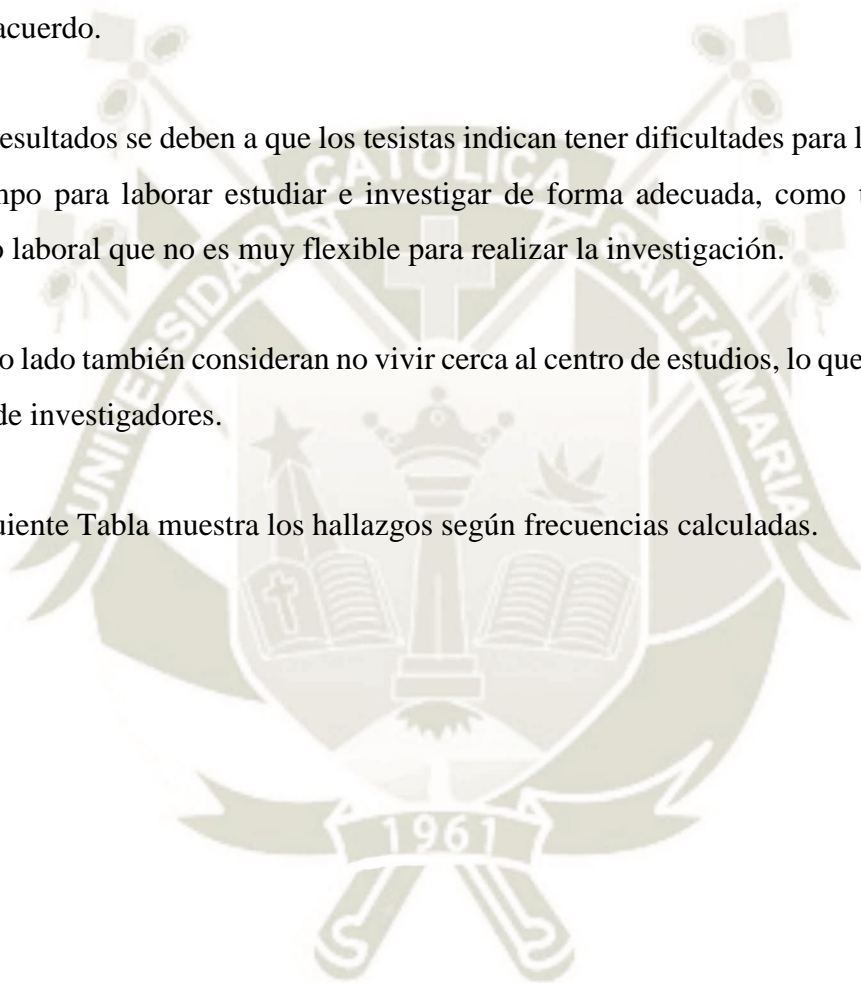 acuerdo.
esultados se deben a que los tesistas indican tener dificultades para l
npo para laborar estudiar e investigar de forma adecuada, como t
o laboral que no es muy flexible para realizar la investigación.
o lado también consideran no vivir cerca al centro de estudios, lo que
de investigadores.
uiente Tabla muestra los hallazgos según frecuencias calculadas.
UNIVERSIDAD CATOLICA SANTA MARIA
1961